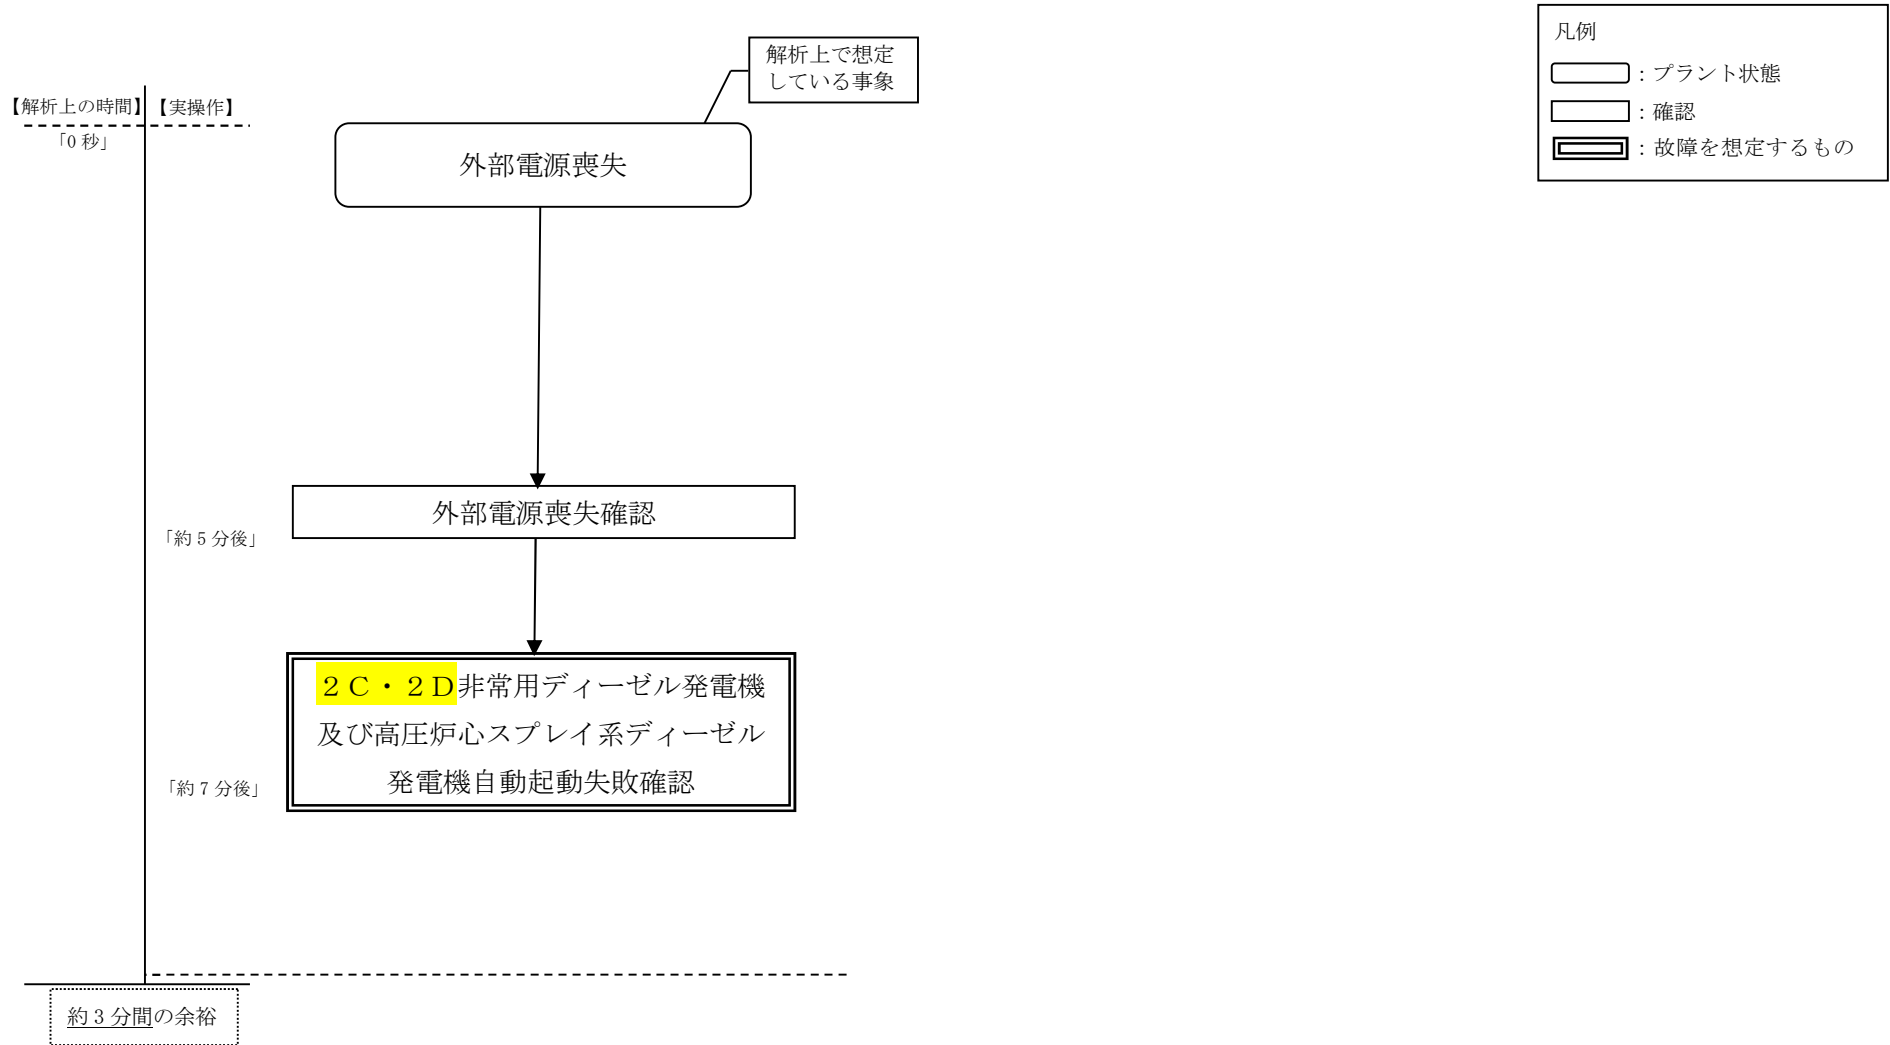 凡例
：プラント状態
：確認
：故障を想定するもの
解析上で想定
している事象
【解析上の時間】
【実操作】
「0 秒」
外部電源喪失
外部電源喪失確認
「約 5 分後」
２Ｃ・２Ｄ非常用ディーゼル発電機
及び高圧炉心スプレイ系ディーゼル
発電機自動起動失敗確認
「約 7 分後」
約 3 分間の余裕